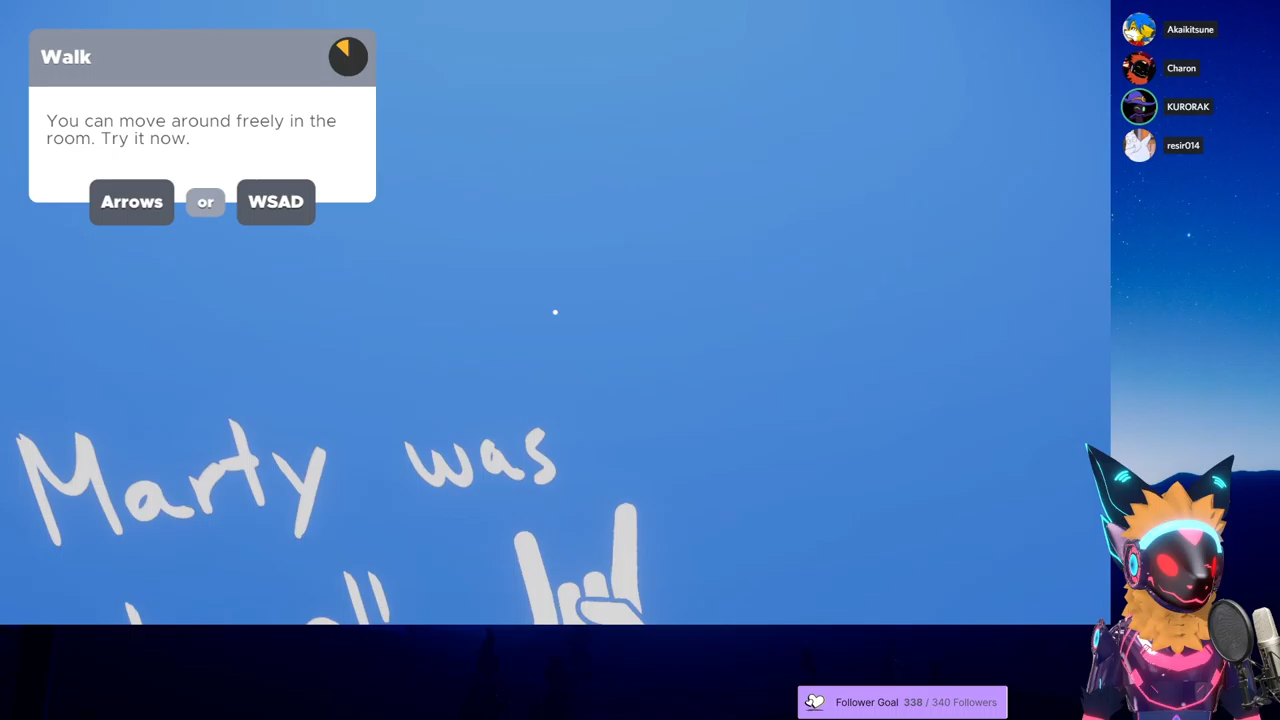 Walk
You can move around freely in the
room. Try it now.
Arrows or WSAD
Marty was
Akaikitsune
Charon
KURORAK
resir014
Follower Goal 338 / 340 Followers